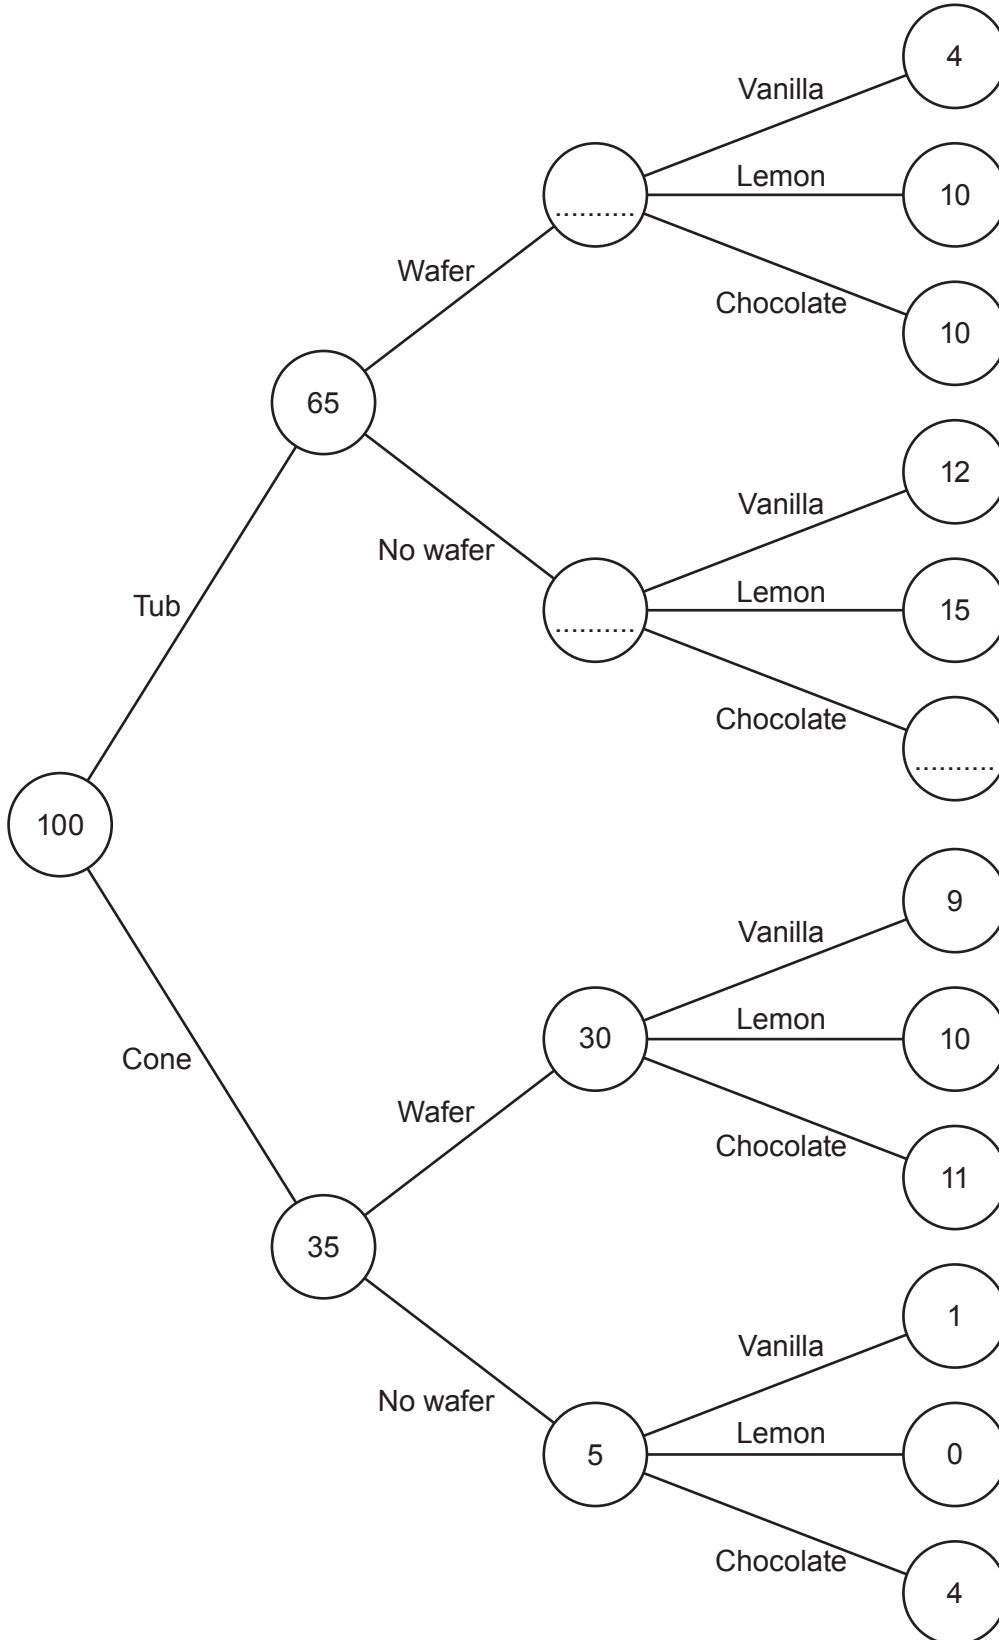 4
Vanilla
Lemon
10
..........
Wafer
Chocolate
10
65
12
Vanilla
No wafer
Lemon
15
Tub
..........
Chocolate
..........
100
9
Vanilla
Lemon
30
10
Cone
Wafer
Chocolate
11
35
1
Vanilla
No wafer
Lemon
5
0
Chocolate
4